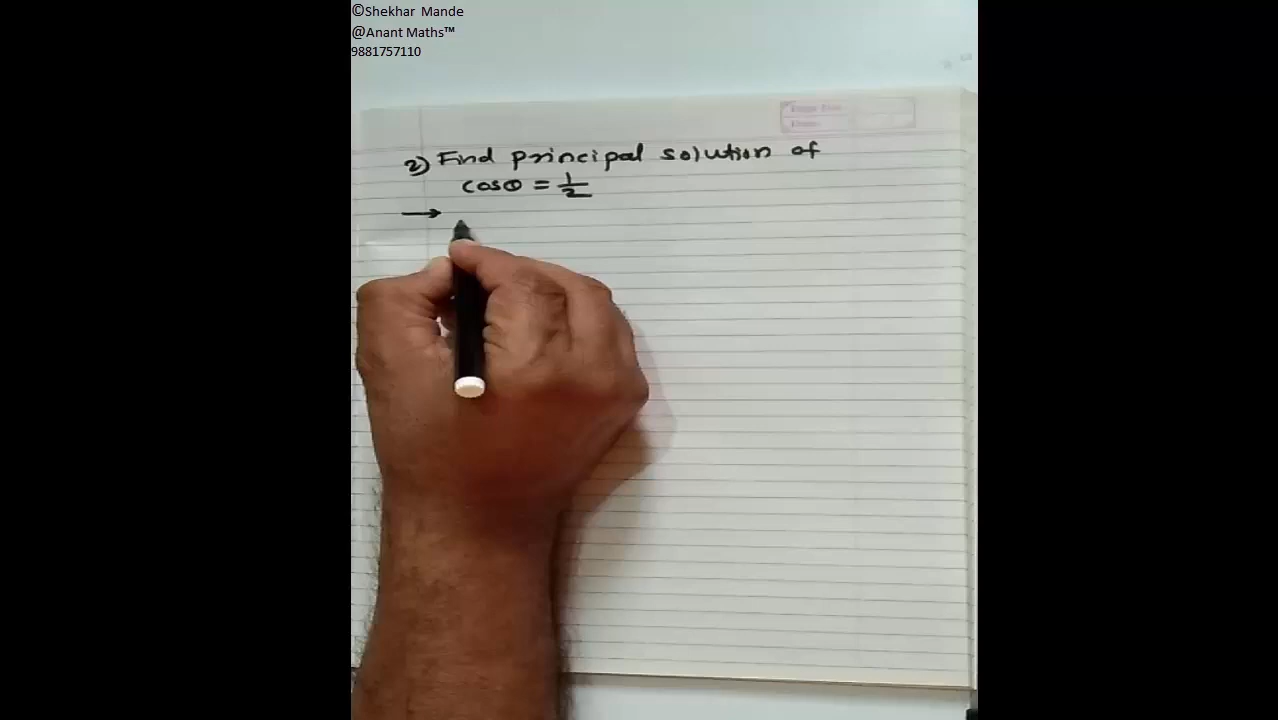 ©Shekhar Mande
@Anant Maths™
9881757110
2) Find principal solution of
cosθ = 1/2
→